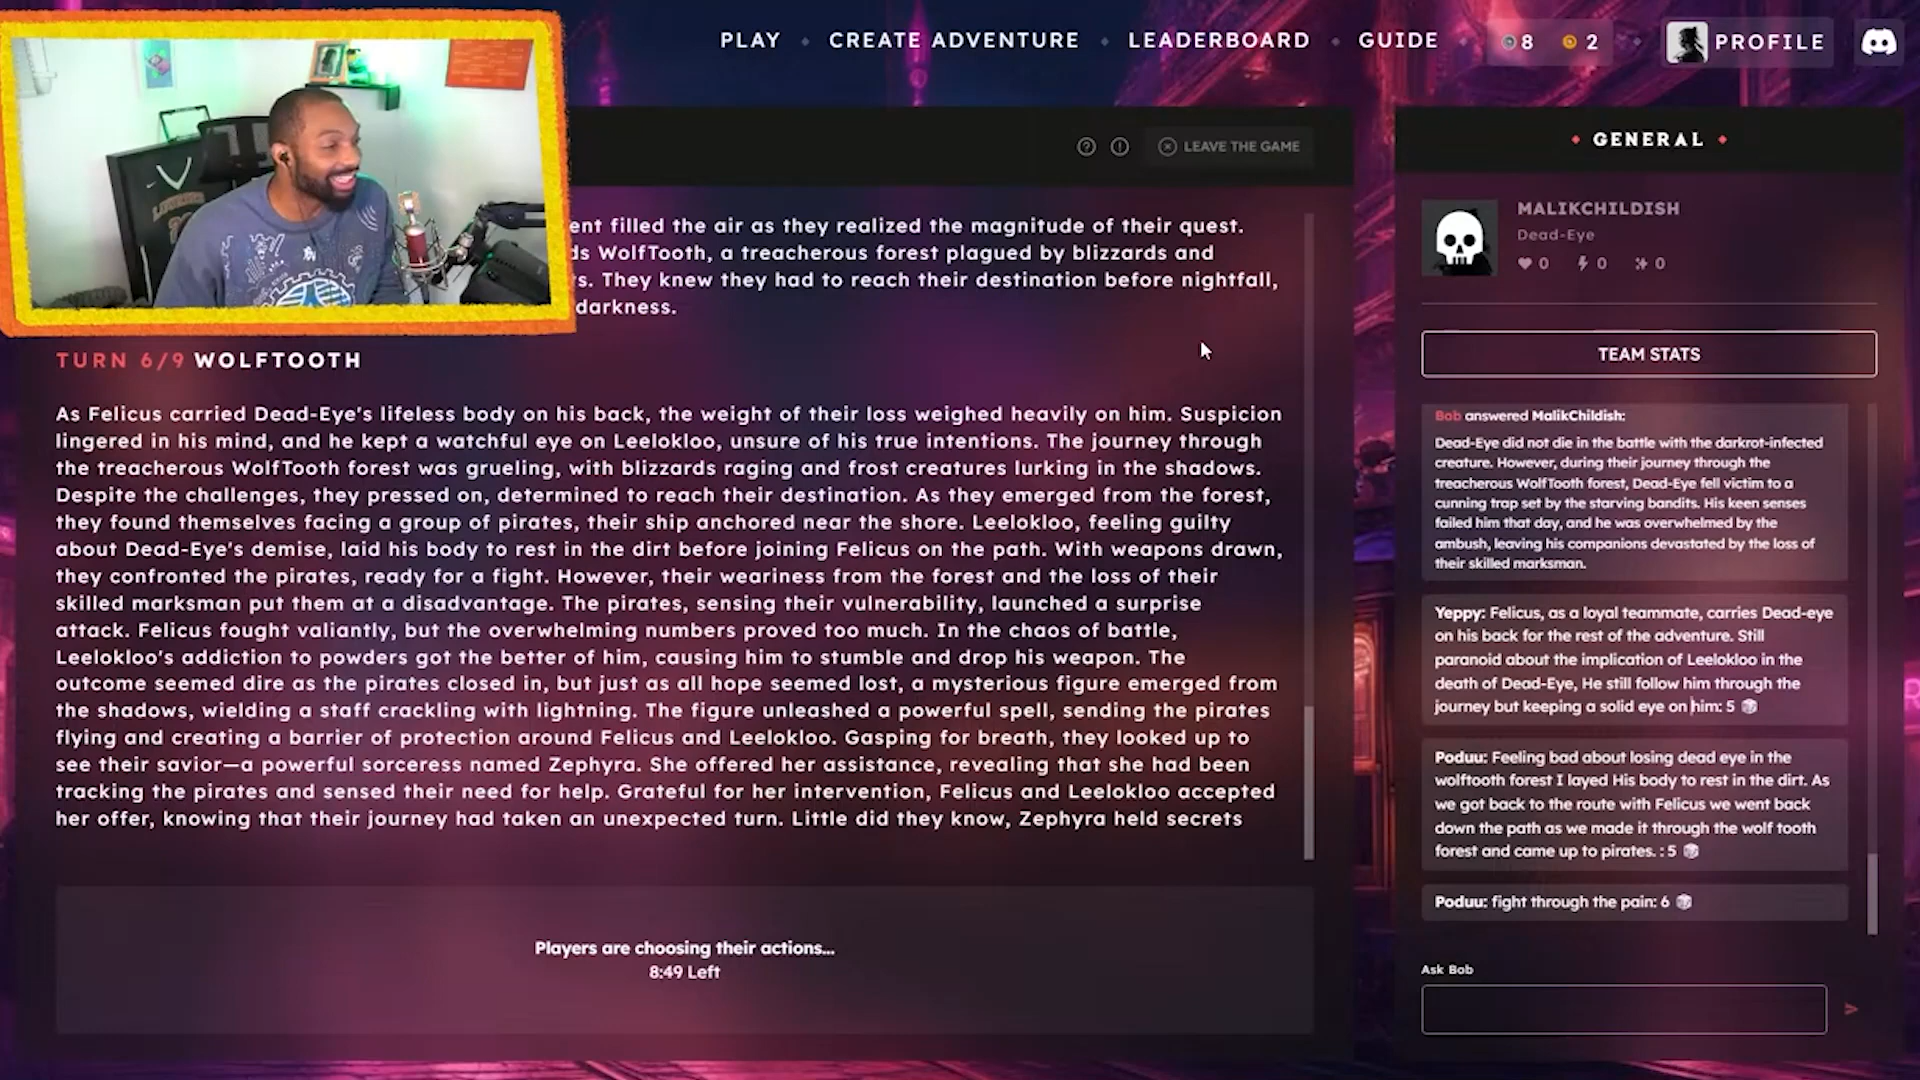 PLAY
CREATE ADVENTURE
LEADERBOARD
GUIDE
8
2
PROFILE
LEAVE THE GAME
ent filled the air as they realized the magnitude of their quest.
ds WolfTooth, a treacherous forest plagued by blizzards and
s. They knew they had to reach their destination before nightfall,
darkness.
TURN 6/9 WOLFTOOTH
As Felicus carried Dead-Eye's lifeless body on his back, the weight of their loss weighed heavily on him. Suspicion
lingered in his mind, and he kept a watchful eye on Leelokloo, unsure of his true intentions. The journey through
the treacherous WolfTooth forest was grueling, with blizzards raging and frost creatures lurking in the shadows.
Despite the challenges, they pressed on, determined to reach their destination. As they emerged from the forest,
they found themselves facing a group of pirates, their ship anchored near the shore. Leelokloo, feeling guilty
about Dead-Eye's demise, laid his body to rest in the dirt before joining Felicus on the path. With weapons drawn,
they confronted the pirates, ready for a fight. However, their weariness from the forest and the loss of their
skilled marksman put them at a disadvantage. The pirates, sensing their vulnerability, launched a surprise
attack. Felicus fought valiantly, but the overwhelming numbers proved too much. In the chaos of battle,
Leelokloo's addiction to powders got the better of him, causing him to stumble and drop his weapon. The
outcome seemed dire as the pirates closed in, but just as all hope seemed lost, a mysterious figure emerged from
the shadows, wielding a staff crackling with lightning. The figure unleashed a powerful spell, sending the pirates
flying and creating a barrier of protection around Felicus and Leelokloo. Gasping for breath, they looked up to
see their savior—a powerful sorceress named Zephyra. She offered her assistance, revealing that she had been
tracking the pirates and sensed their need for help. Grateful for her intervention, Felicus and Leelokloo accepted
her offer, knowing that their journey had taken an unexpected turn. Little did they know, Zephyra held secrets
Players are choosing their actions...
8:49 Left
GENERAL
MALIKCHILDISH
Dead-Eye
0 0 0
TEAM STATS
Bob answered MalikChildish:
Dead-Eye did not die in the battle with the darkrot-infected
creature. However, during their journey through the
treacherous WolfTooth forest, Dead-Eye fell victim to a
cunning trap set by the starving bandits. His keen senses
failed him that day, and he was overwhelmed by the
ambush, leaving his companions devastated by the loss of
their skilled marksman.
Yeppy: Felicus, as a loyal teammate, carries Dead-eye
on his back for the rest of the adventure. Still
paranoid about the implication of Leelokloo in the
death of Dead-Eye, He still follow him through the
journey but keeping a solid eye on him: 5
Poduu: Feeling bad about losing dead eye in the
wolftooth forest I layed His body to rest in the dirt. As
we got back to the route with Felicus we went back
down the path as we made it through the wolf tooth
forest and came up to pirates. : 5
Poduu: fight through the pain: 6
Ask Bob